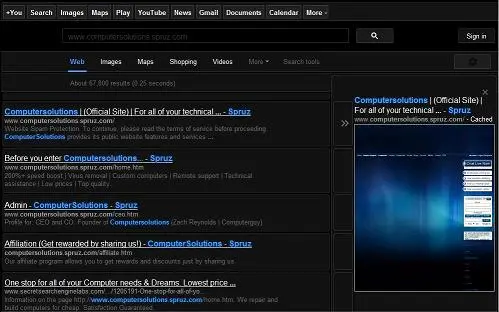 +You Search Images Maps Play YouTube News Gmail Documents Calendar More
www.computersolutions.spruz.com
Sign in
Web Images Maps Shopping Videos More Search tools
About 67,800 results (0.25 seconds)
Computersolutions | (Official Site) | For all of your technical ... - Spruz
www.computersolutions.spruz.com/
Website Spam Protection. To continue, please read the terms of service before proceeding.
ComputerSolutions provides its public website features and services ...
Before you enter Computersolutions... - Spruz
www.computersolutions.spruz.com/home.htm
200%+ speed boost | Virus removal | Custom computers | Remote support | Technical
assistance | Low prices | Top quality.
Admin - ComputerSolutions - Spruz
www.computersolutions.spruz.com/ceo.htm
Profile for: CEO and CO. Founder of Computersolutions (Zach Reynolds | Computerguy)
Affiliation (Get rewarded by sharing us!) - ComputerSolutions - Spruz
computersolutions.spruz.com/affiliate.htm
Our affiliate program allows you to get rewards and discounts just by sharing us.
One stop for all of your Computer needs & Dreams. Lowest price ...
www.secretsearchenginelabs.com/.../1205191-One-stop-for-all-of-yo...
Information on the page http://www.computersolutions.spruz.com/home.htm. We repair and
build computers for cheap. Satisfaction Guaranteed.
Computersolutions | (Official Site) |
For all of your technical ... - Spruz
www.computersolutions.spruz.com/ - Cached